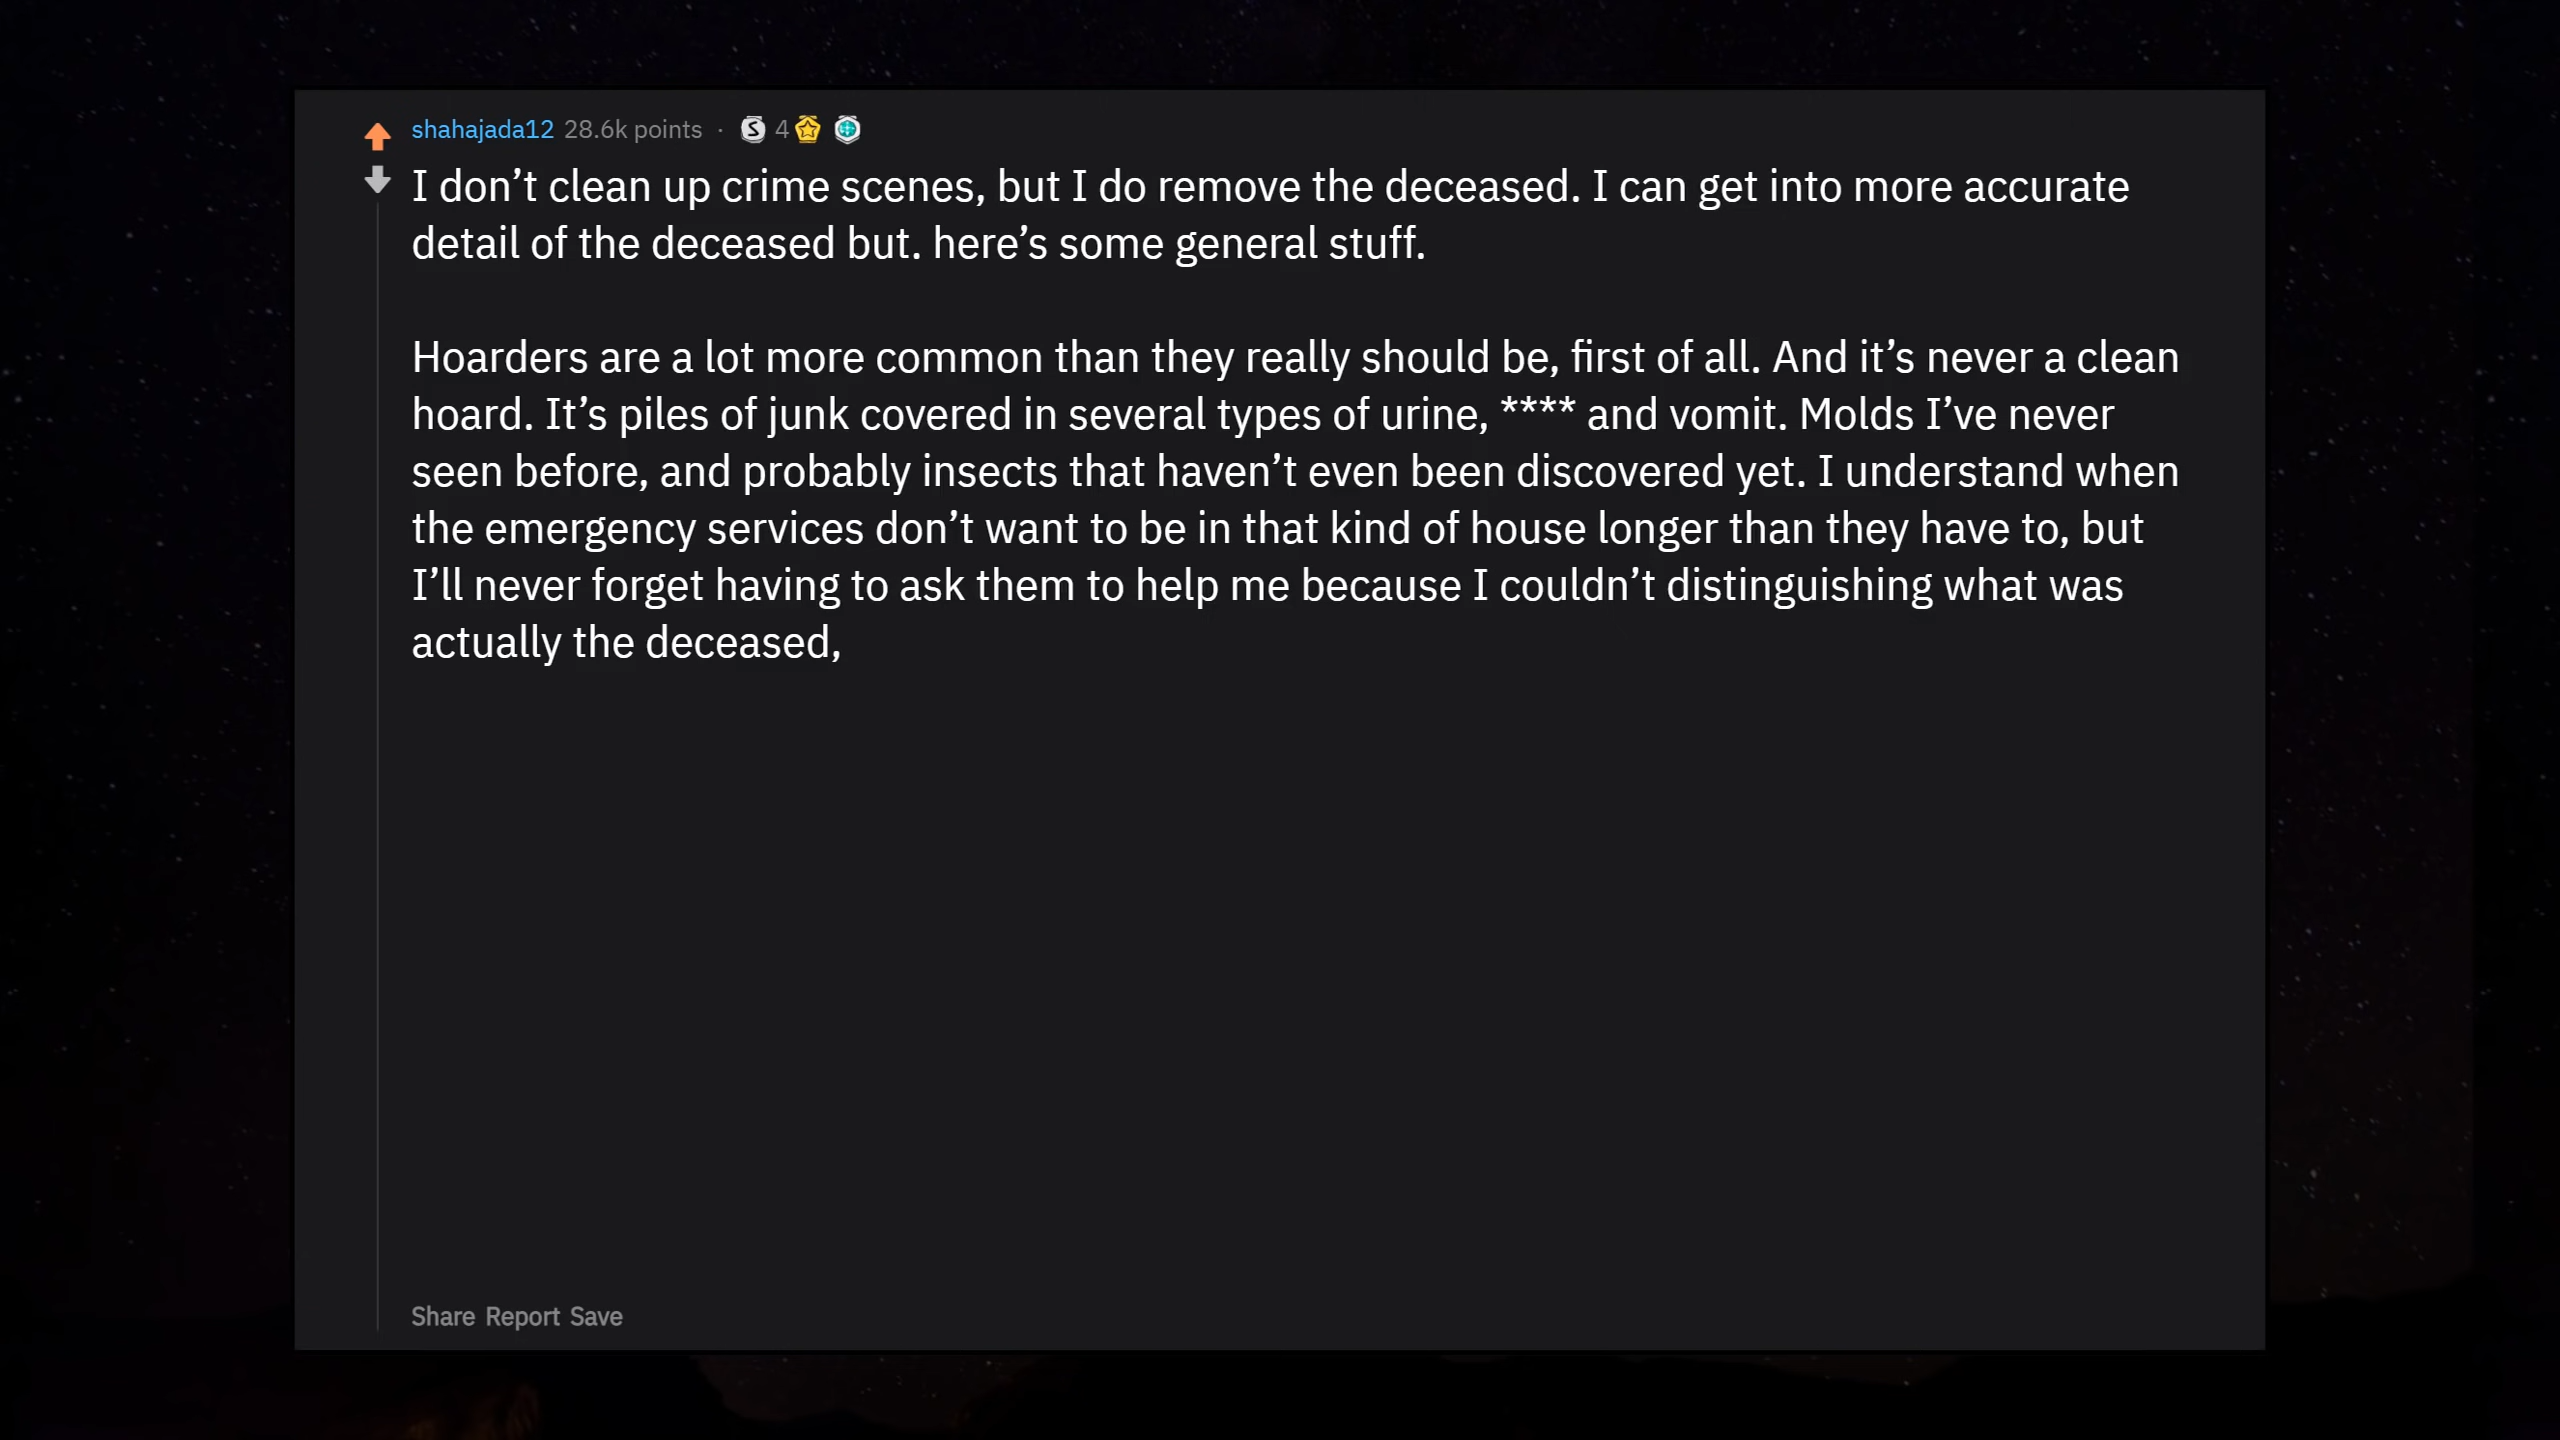 shahajada12 28.6k points · S 4
I don’t clean up crime scenes, but I do remove the deceased. I can get into more accurate
detail of the deceased but. here’s some general stuff.
Hoarders are a lot more common than they really should be, first of all. And it’s never a clean
hoard. It’s piles of junk covered in several types of urine, **** and vomit. Molds I’ve never
seen before, and probably insects that haven’t even been discovered yet. I understand when
the emergency services don’t want to be in that kind of house longer than they have to, but
I’ll never forget having to ask them to help me because I couldn’t distinguishing what was
actually the deceased,
Share Report Save